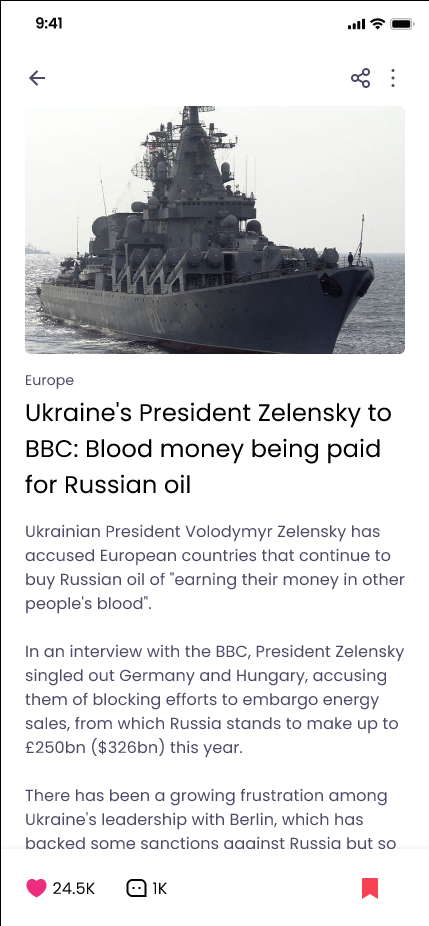 9:41
Europe
Ukraine's President Zelensky to
BBC: Blood money being paid
for Russian oil
Ukrainian President Volodymyr Zelensky has
accused European countries that continue to
buy Russian oil of "earning their money in other
people's blood".
In an interview with the BBC, President Zelensky
singled out Germany and Hungary, accusing
them of blocking efforts to embargo energy
sales, from which Russia stands to make up to
£250bn ($326bn) this year.
There has been a growing frustration among
Ukraine's leadership with Berlin, which has
backed some sanctions against Russia but so
24.5K
1K